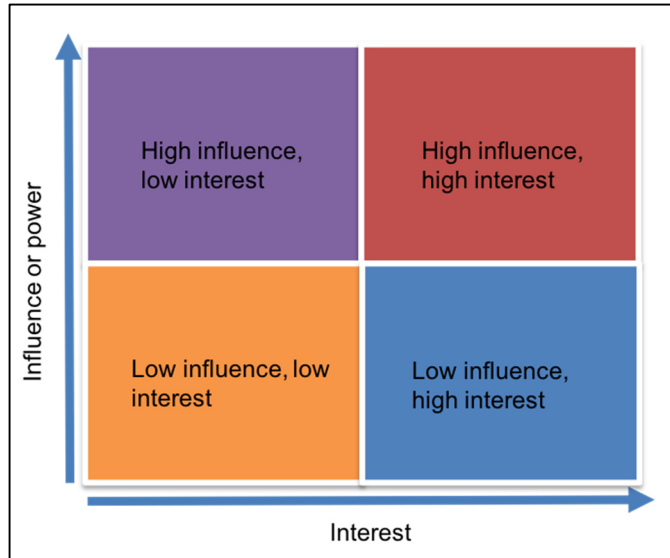 Influence or power
High influence,
low interest
High influence,
high interest
Low influence, low
interest
Low influence,
high interest
Interest